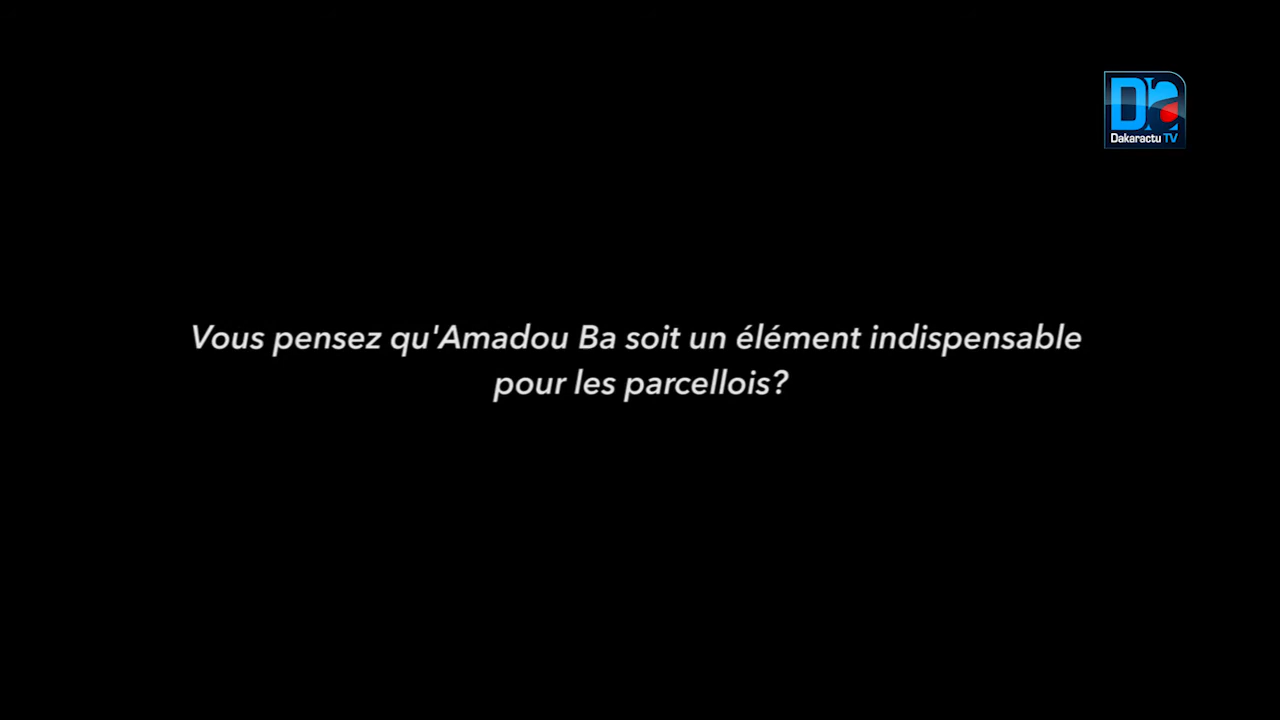 Dakaractu TV
Vous pensez qu'Amadou Ba soit un élément indispensable
pour les parcellois?